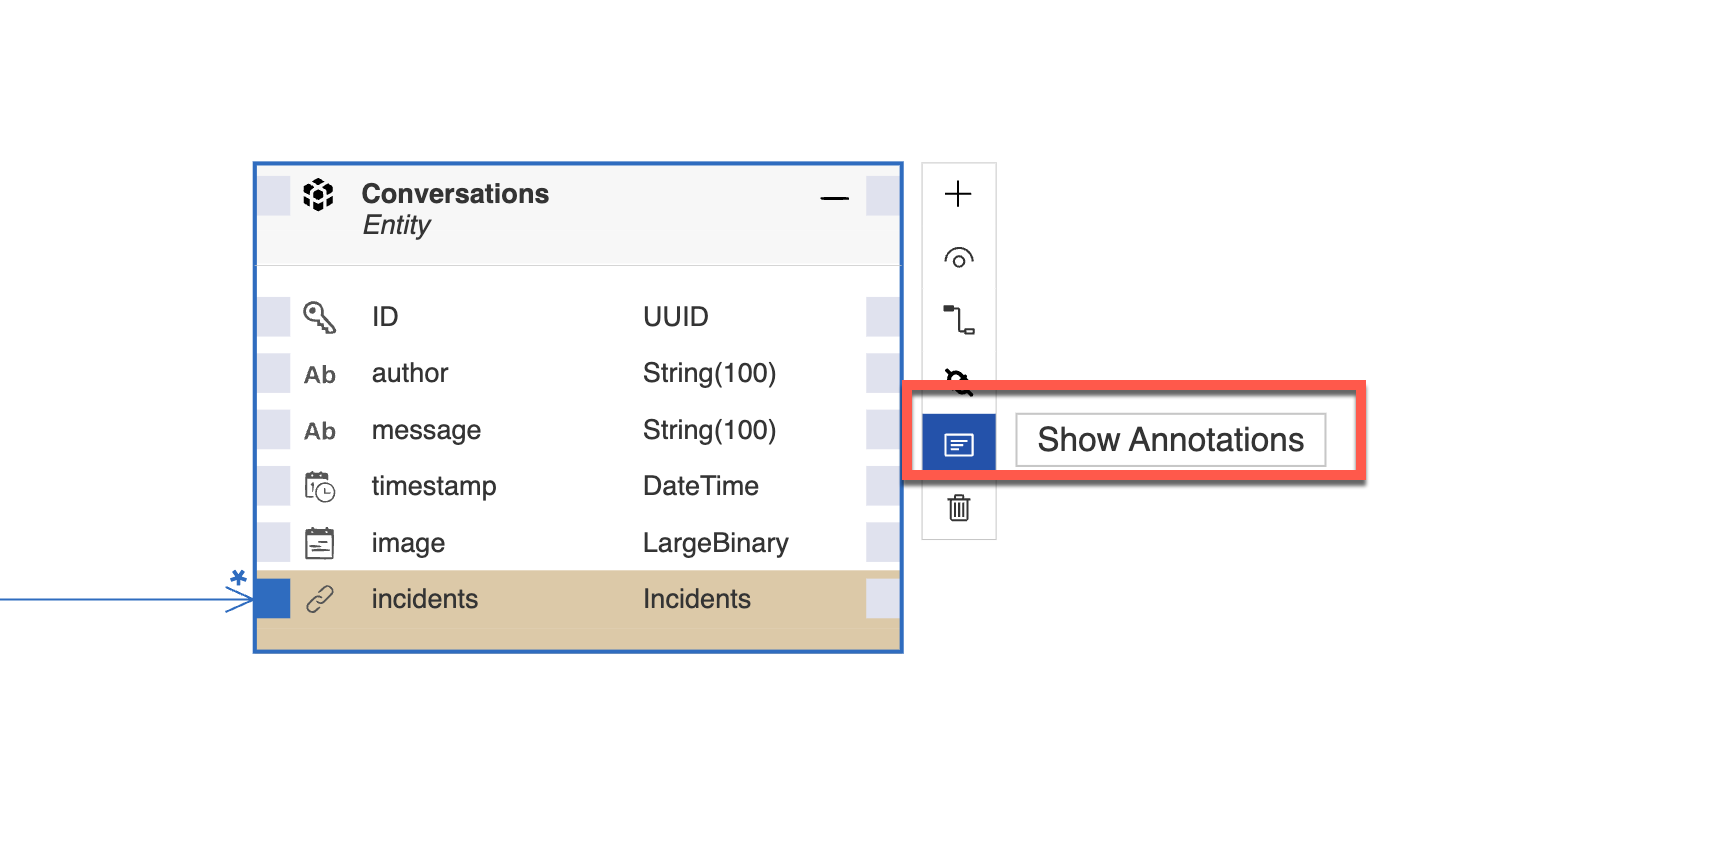 Conversations
Entity
ID UUID
Ab author String(100)
Ab message String(100)
timestamp DateTime
image LargeBinary
* incidents Incidents
Show Annotations